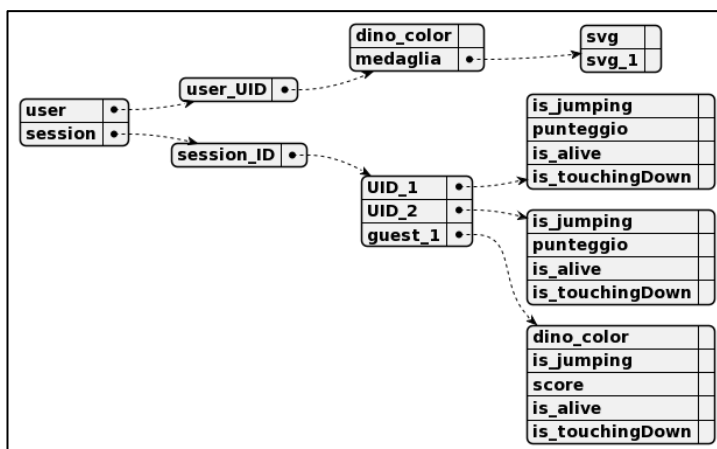 user
session
user_UID
session_ID
dino_color
medaglia
svg
svg_1
UID_1
UID_2
guest_1
is_jumping
punteggio
is_alive
is_touchingDown
is_jumping
punteggio
is_alive
is_touchingDown
dino_color
is_jumping
score
is_alive
is_touchingDown